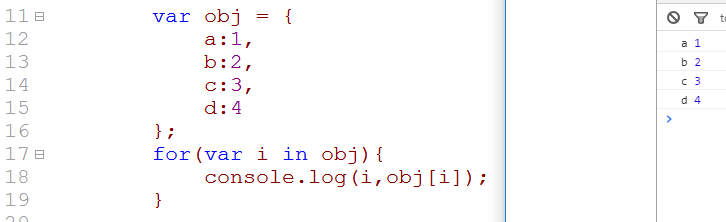 11 var obj = {
12 a:1,
13 b:2,
14 c:3,
15 d:4
16 };
17 for(var i in obj){
18 console.log(i,obj[i]);
19 }
a 1
b 2
c 3
d 4